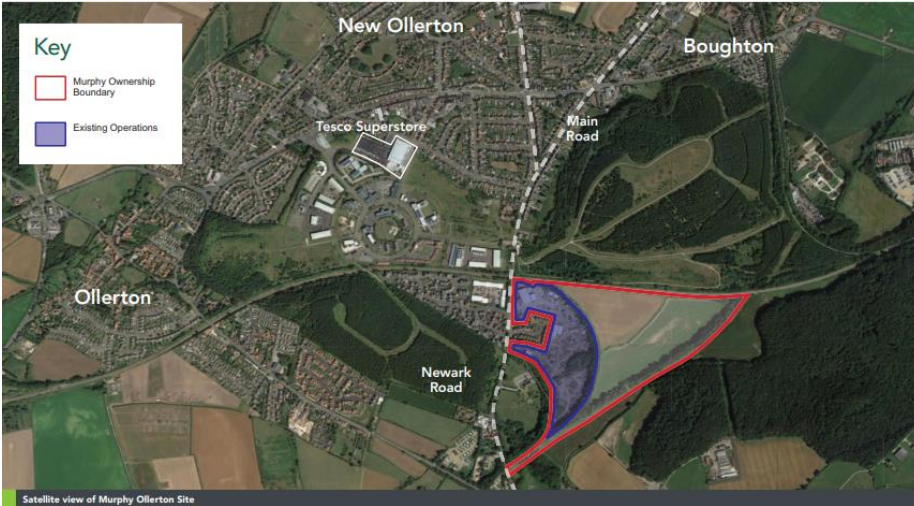 New Ollerton
Boughton
Key
Murphy Ownership
Boundary
Existing Operations
Tesco Superstore
Main
Road
Ollerton
Newark
Road
Satellite view of Murphy Ollerton Site